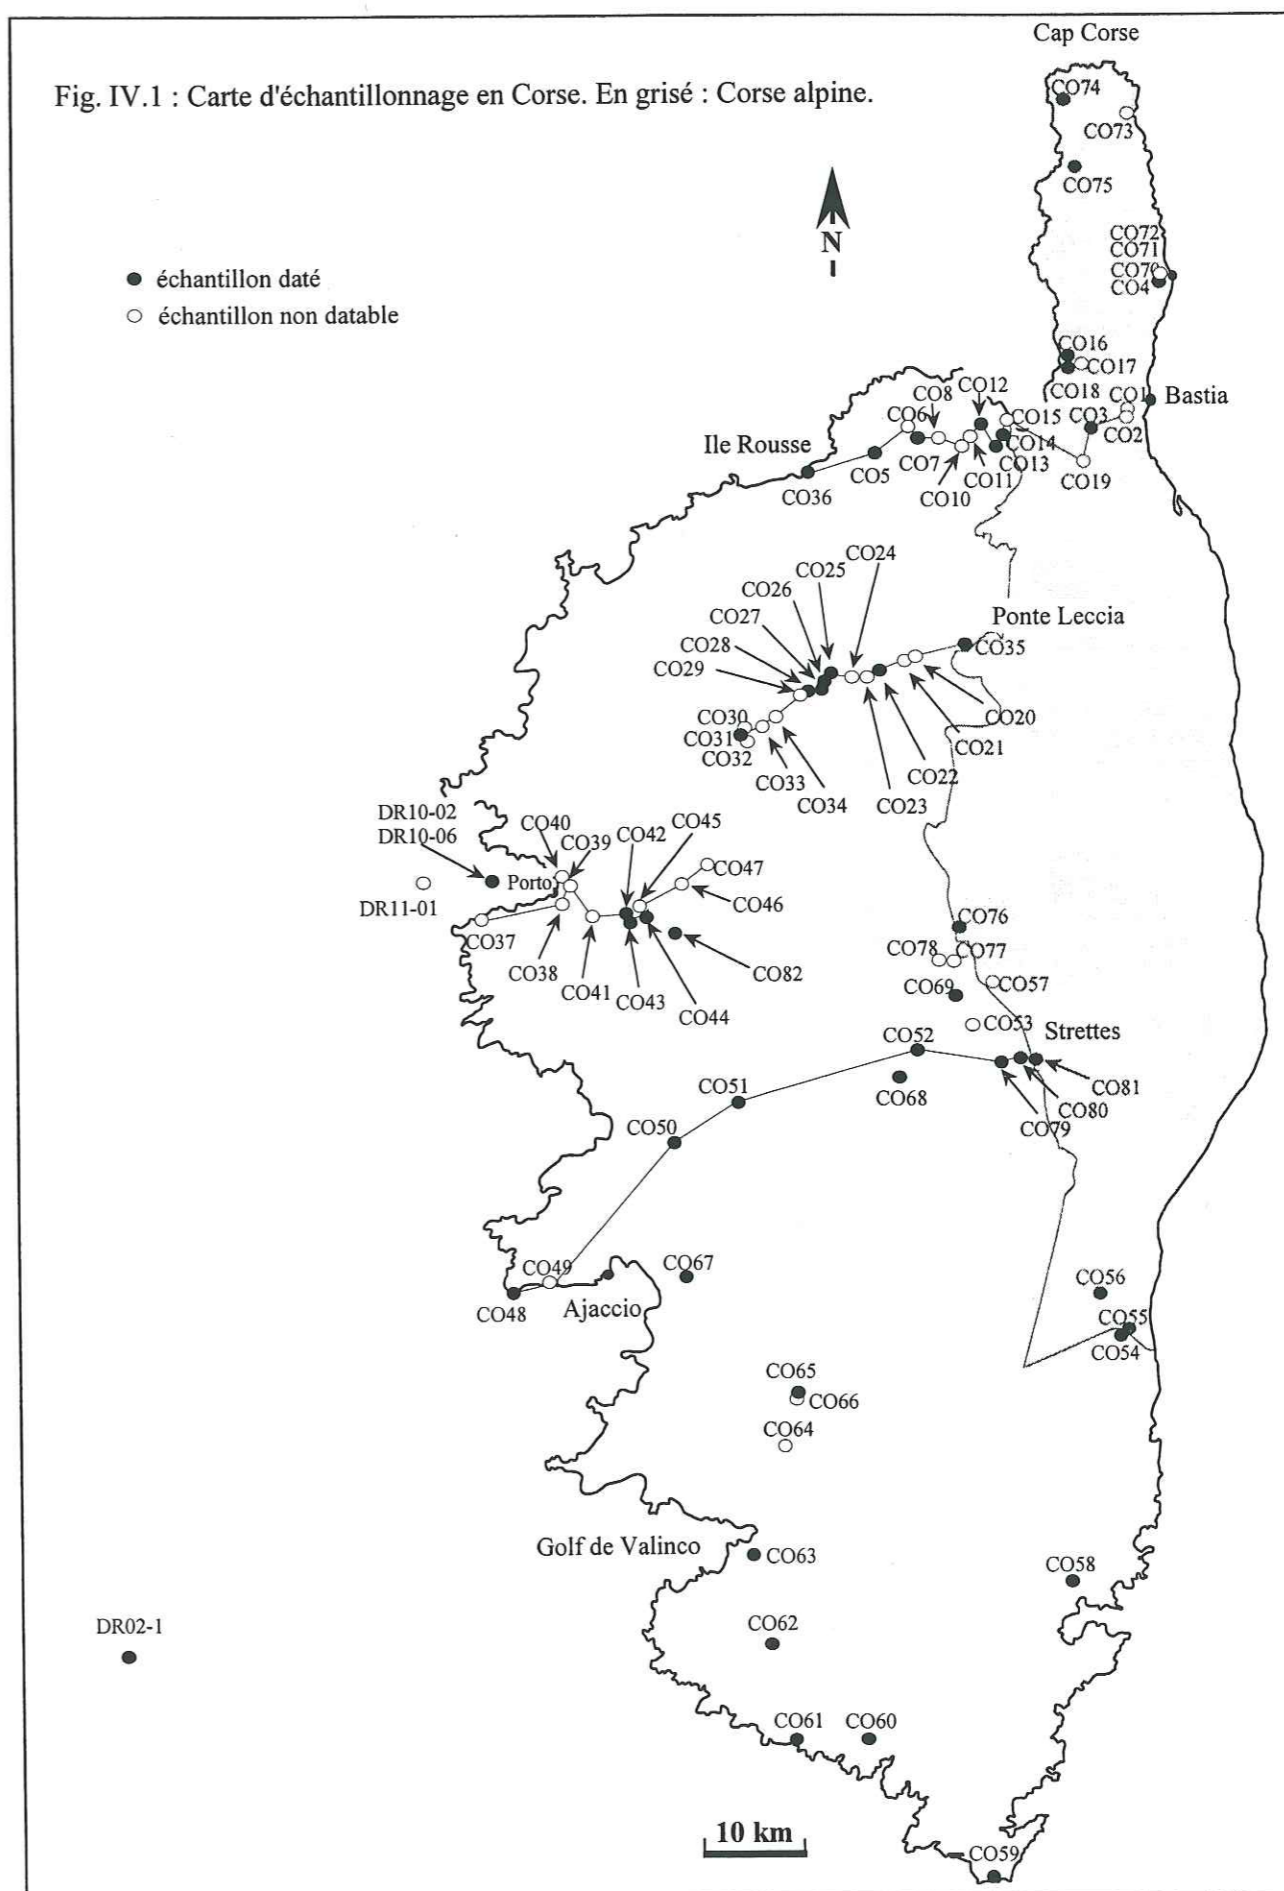 Cap Corse
Fig. IV.1 : Carte d'échantillonnage en Corse. En grisé : Corse alpine.
CO74
CO73
CO75
N
CO72
CO71
CO70
CO4
échantillon daté
échantillon non datable
CO16
CO17
CO18
CO1
Bastia
CO12
CO8
CO15
CO3
CO6
CO2
Ile Rousse
CO14
CO7
CO13
CO5
CO11
CO19
CO10
CO36
CO24
CO25
CO26
CO27
CO28
CO29
Ponte Leccia
CO35
CO30
CO31
CO32
CO20
CO21
CO33
CO22
CO34
CO23
DR10-02
DR10-06
CO40
CO39
CO42
CO45
CO47
Porto
DR11-01
CO46
CO37
CO38
CO82
CO41
CO43
CO44
CO76
CO78
CO77
CO69
CO57
CO53
Strettes
CO52
CO81
CO68
CO80
CO79
CO51
CO50
CO49
CO67
CO48
Ajaccio
CO56
CO55
CO54
CO65
CO66
CO64
Golf de Valinco
CO63
CO58
DR02-1
CO62
CO61
CO60
10 km
CO59